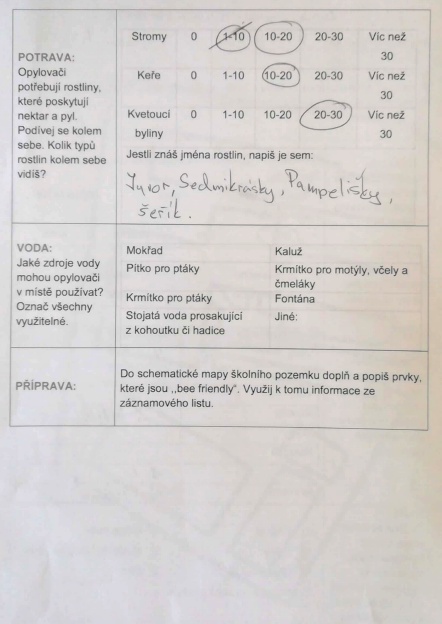 POTRAVA:
Opylovači
potřebují rostliny,
které poskytují
nektar a pyl.
Podívej se kolem
sebe. Kolik typů
rostlin kolem sebe
vidíš?
Stromy 0 1-10 10-20 20-30 Víc než
30
Keře 0 1-10 10-20 20-30 Víc než
30
Kvetoucí 0 1-10 10-20 20-30 Víc než
byliny 30
Jestli znáš jména rostlin, napiš je sem:
Javor, Sedmikrásky, Pampelišky,
šeřík.
VODA:
Jaké zdroje vody
mohou opylovači
v místě používat?
Označ všechny
využitelné.
Mokřad Kaluž
Pítko pro ptáky Krmítko pro motýly, včely a
čmeláky
Krmítko pro ptáky Fontána
Stojatá voda prosakující Jiné:
z kohoutku či hadice
PŘÍPRAVA:
Do schematické mapy školního pozemku doplň a popiš prvky,
které jsou ,,bee friendly". Využij k tomu informace ze
záznamového listu.